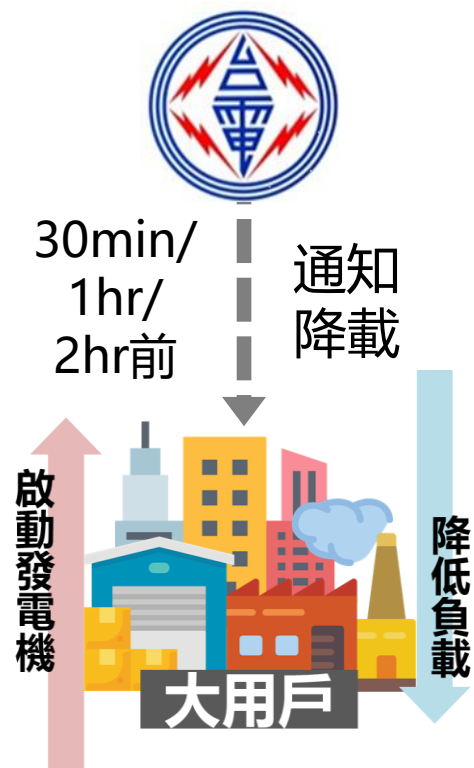 台電
30min/
1hr/
2hr前
通知
降載
啟動發電機
降低負載
大用戶